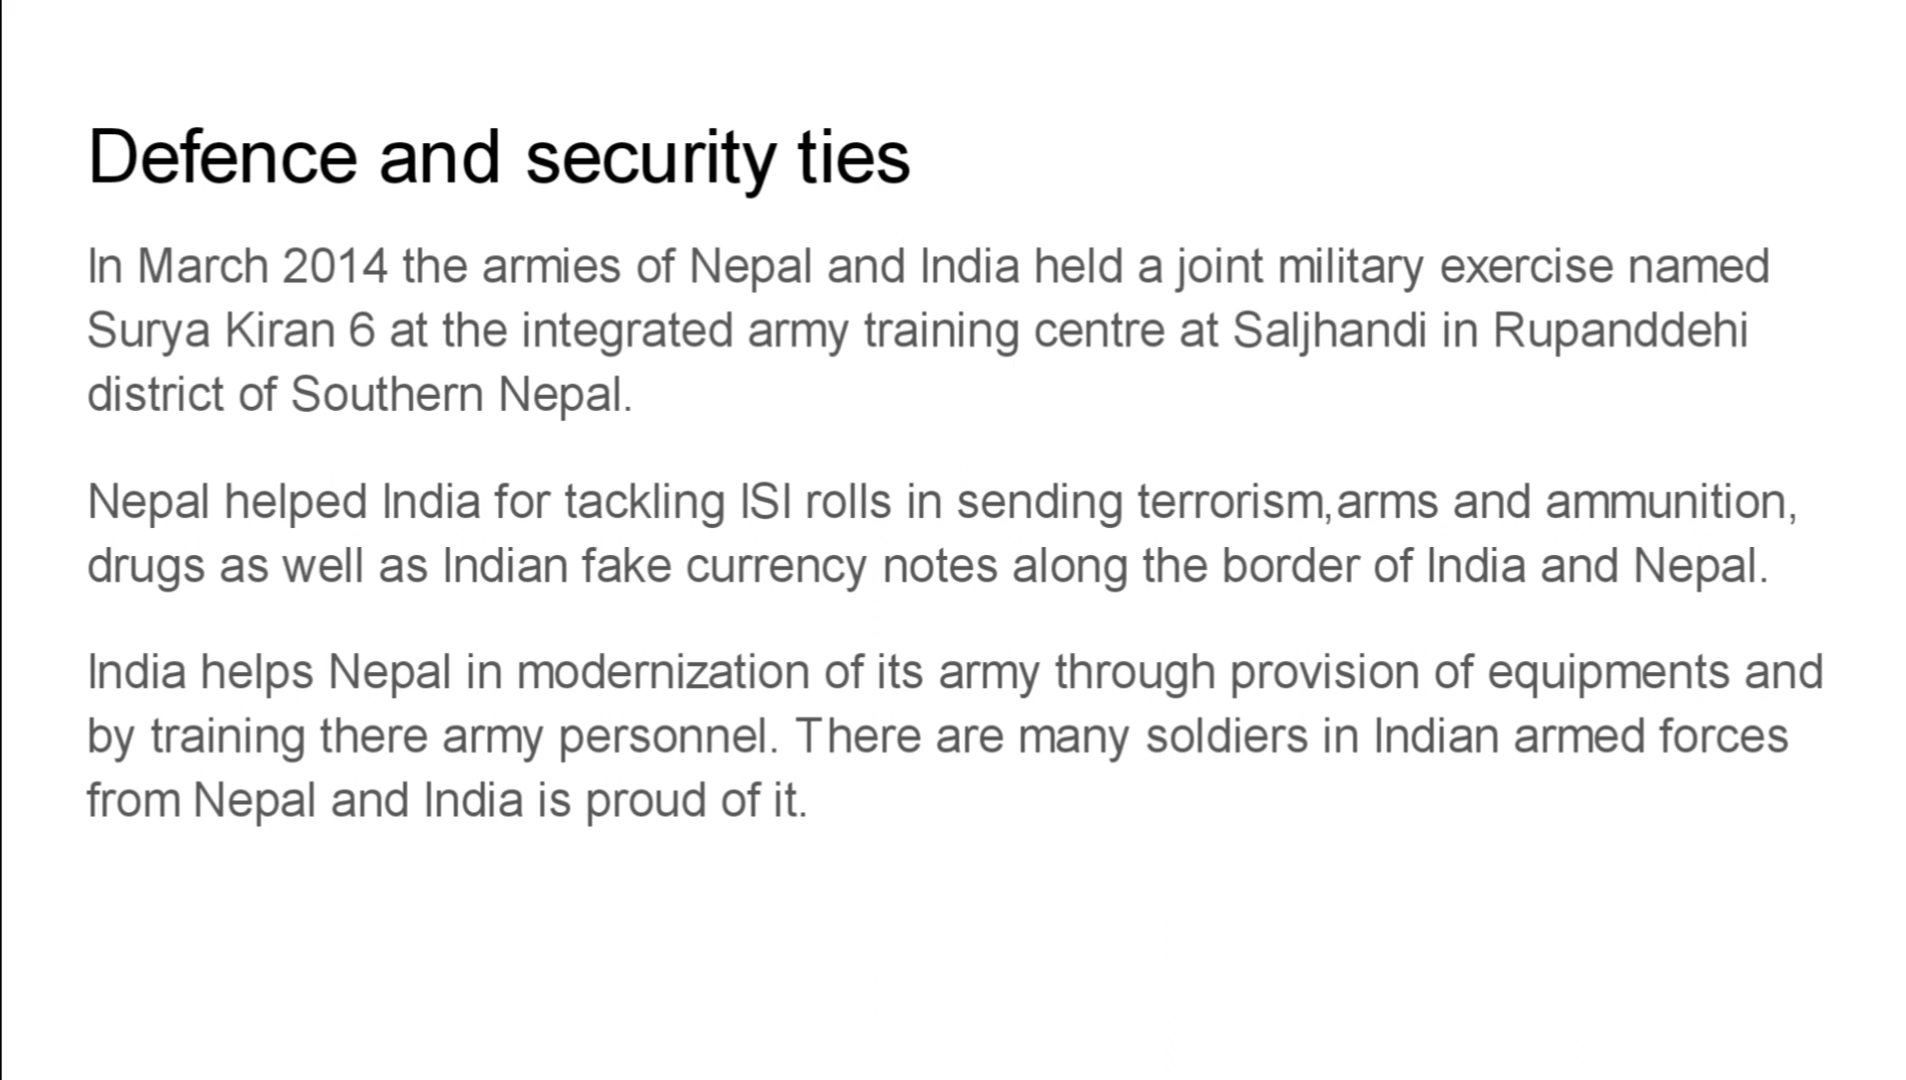 Defence and security ties
In March 2014 the armies of Nepal and India held a joint military exercise named
Surya Kiran 6 at the integrated army training centre at Saljhandi in Rupanddehi
district of Southern Nepal.
Nepal helped India for tackling ISI rolls in sending terrorism,arms and ammunition,
drugs as well as Indian fake currency notes along the border of India and Nepal.
India helps Nepal in modernization of its army through provision of equipments and
by training there army personnel. There are many soldiers in Indian armed forces
from Nepal and India is proud of it.